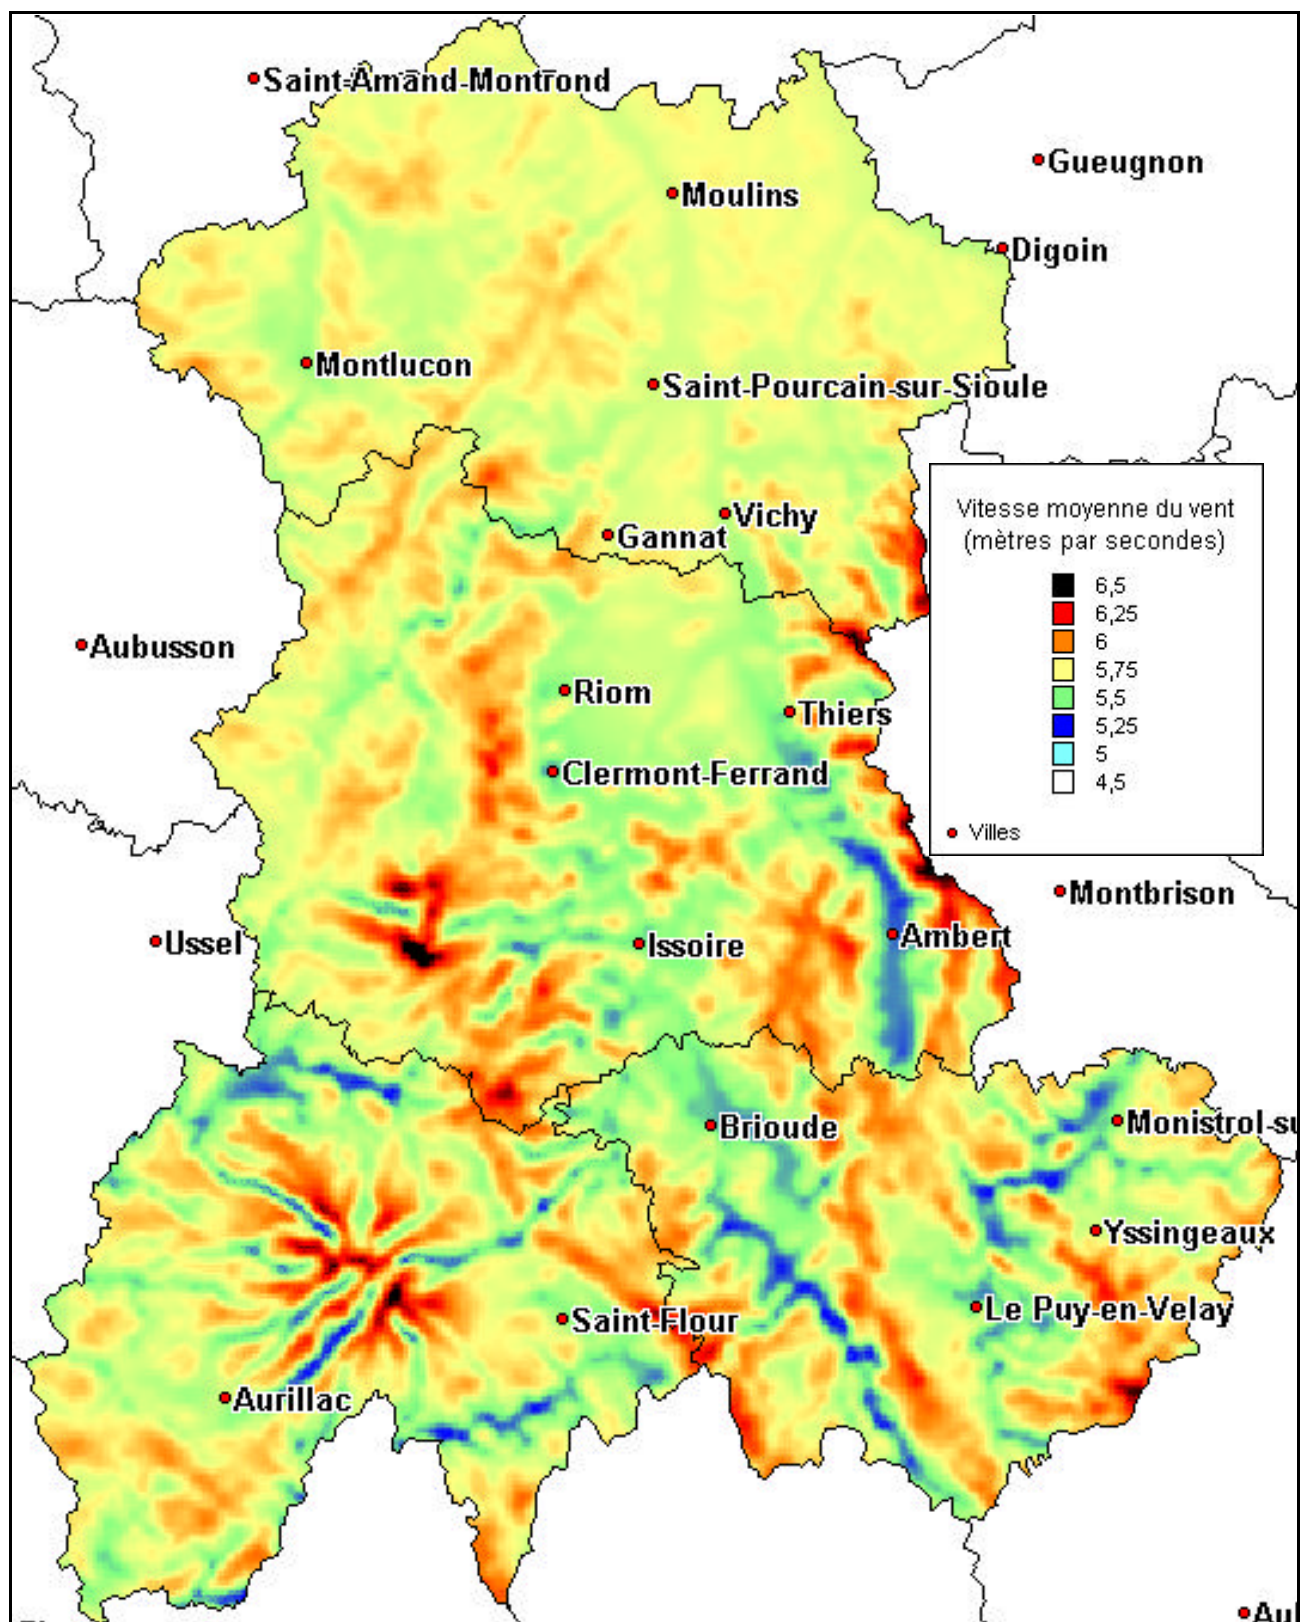 Saint-Amand-Montrond
Gueugnon
Moulins
Digoin
Montlucon
Saint-Pourcain-sur-Sioule
Vitesse moyenne du vent
(mètres par secondes)
6,5
6,25
6
5,75
5,5
5,25
5
4,5
Villes
Vichy
Gannat
Aubusson
Riom
Thiers
Clermont-Ferrand
Montbrison
Ussel
Issoire
Ambert
Brioude
Monistrol-su
Yssingeaux
Le Puy-en-Velay
Saint-Flour
Aurillac